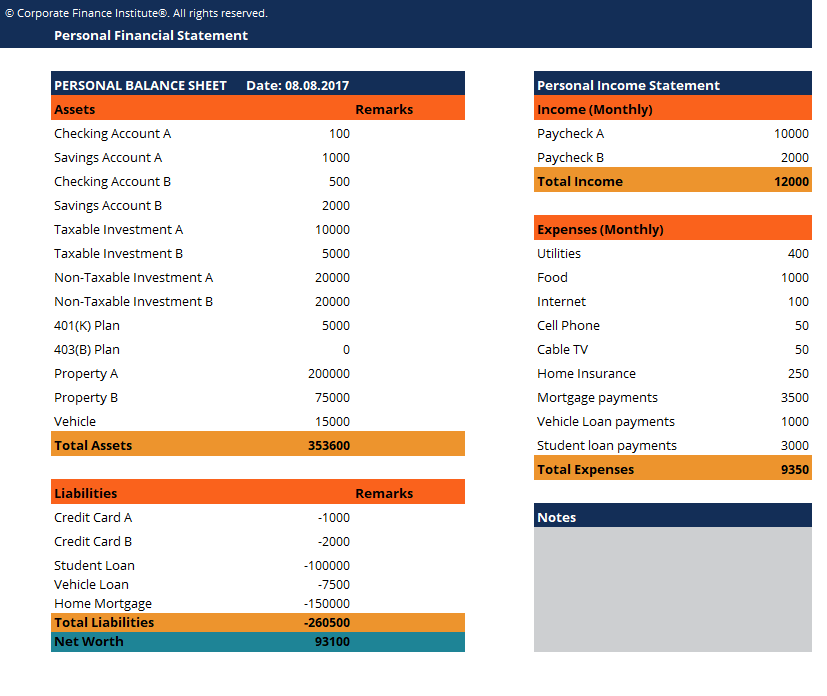 © Corporate Finance Institute®. All rights reserved.
Personal Financial Statement
PERSONAL BALANCE SHEET Date: 08.08.2017
Assets Remarks
Checking Account A 100
Savings Account A 1000
Checking Account B 500
Savings Account B 2000
Taxable Investment A 10000
Taxable Investment B 5000
Non-Taxable Investment A 20000
Non-Taxable Investment B 20000
401(K) Plan 5000
403(B) Plan 0
Property A 200000
Property B 75000
Vehicle 15000
Total Assets 353600
Liabilities Remarks
Credit Card A -1000
Credit Card B -2000
Student Loan -100000
Vehicle Loan -7500
Home Mortgage -150000
Total Liabilities -260500
Net Worth 93100
Personal Income Statement
Income (Monthly)
Paycheck A 10000
Paycheck B 2000
Total Income 12000
Expenses (Monthly)
Utilities 400
Food 1000
Internet 100
Cell Phone 50
Cable TV 50
Home Insurance 250
Mortgage payments 3500
Vehicle Loan payments 1000
Student loan payments 3000
Total Expenses 9350
Notes